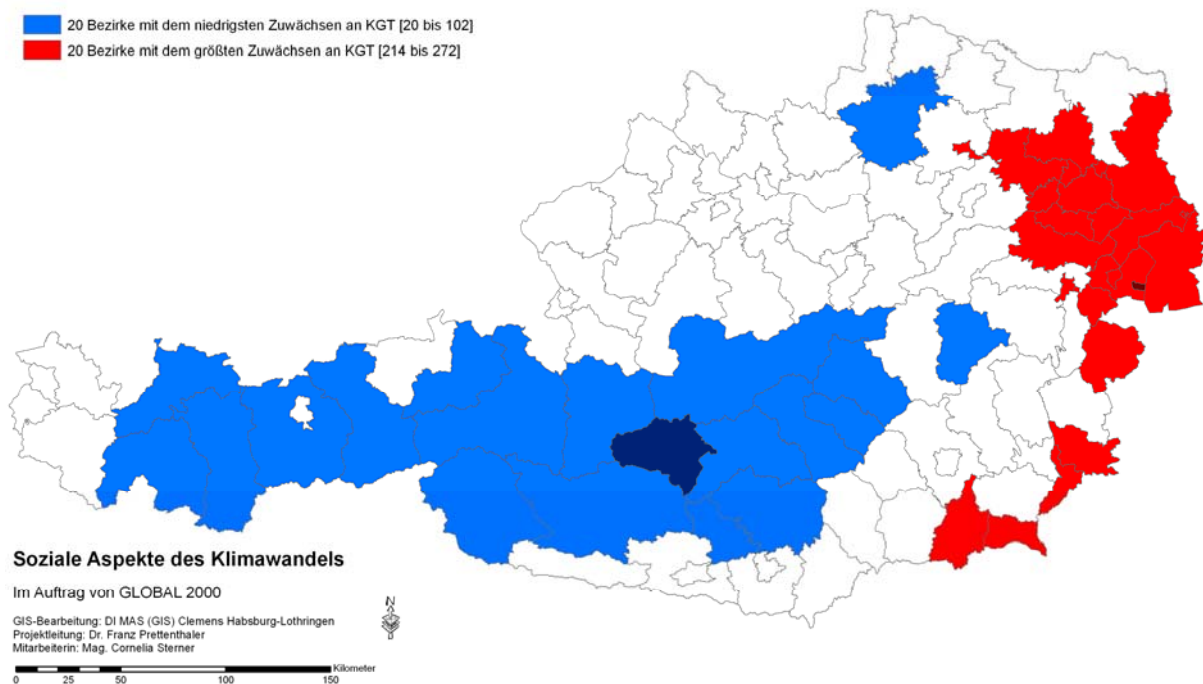 20 Bezirke mit dem niedrigsten Zuwächsen an KGT [20 bis 102]
20 Bezirke mit dem größten Zuwächsen an KGT [214 bis 272]
Soziale Aspekte des Klimawandels
Im Auftrag von GLOBAL 2000
GIS-Bearbeitung: DI MAS (GIS) Clemens Habsburg-Lothringen
Projektleitung: Dr. Franz Prettenthaler
Mitarbeiterin: Mag. Cornelia Sterner
N
Kilometer
0 25 50 100 150